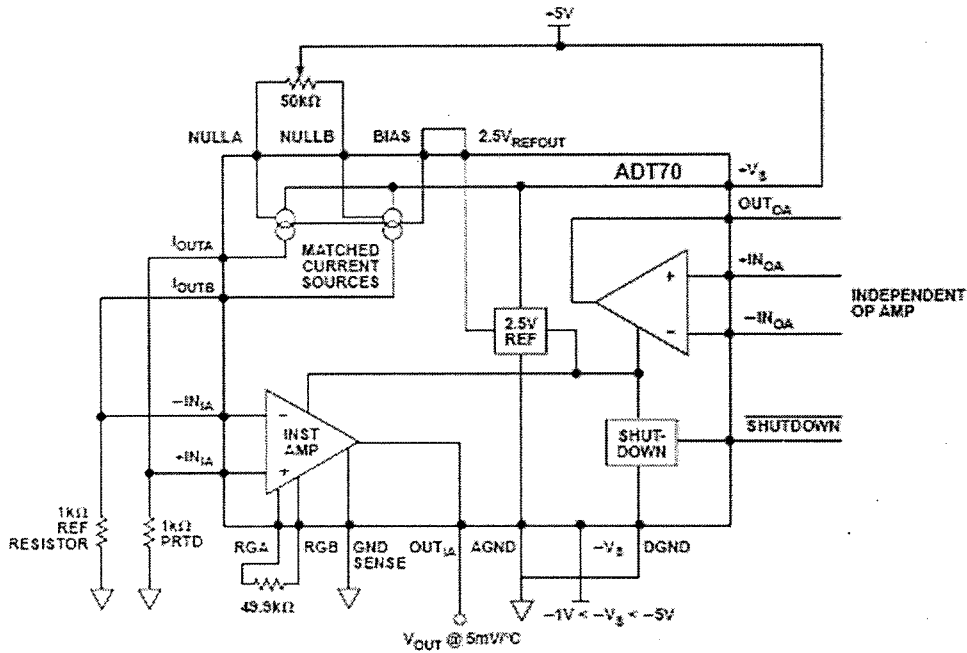 +5V
50kΩ
NULLA
NULLB
BIAS
2.5V REFOUT
ADT70
+VS
OUTOA
IOUTA
MATCHED
CURRENT
SOURCES
+INOA
IOUTB
INDEPENDENT
OP AMP
+
−
2.5V
REF
−INOA
−INIA
−
INST
AMP
+
+INIA
SHUT-
DOWN
SHUTDOWN
1kΩ
REF
RESISTOR
1kΩ
PRTD
RGA
RGB
GND
SENSE
OUTIA
AGND
−VS
DGND
49.9kΩ
−1V < −VS < −5V
VOUT @ 5mV/°C